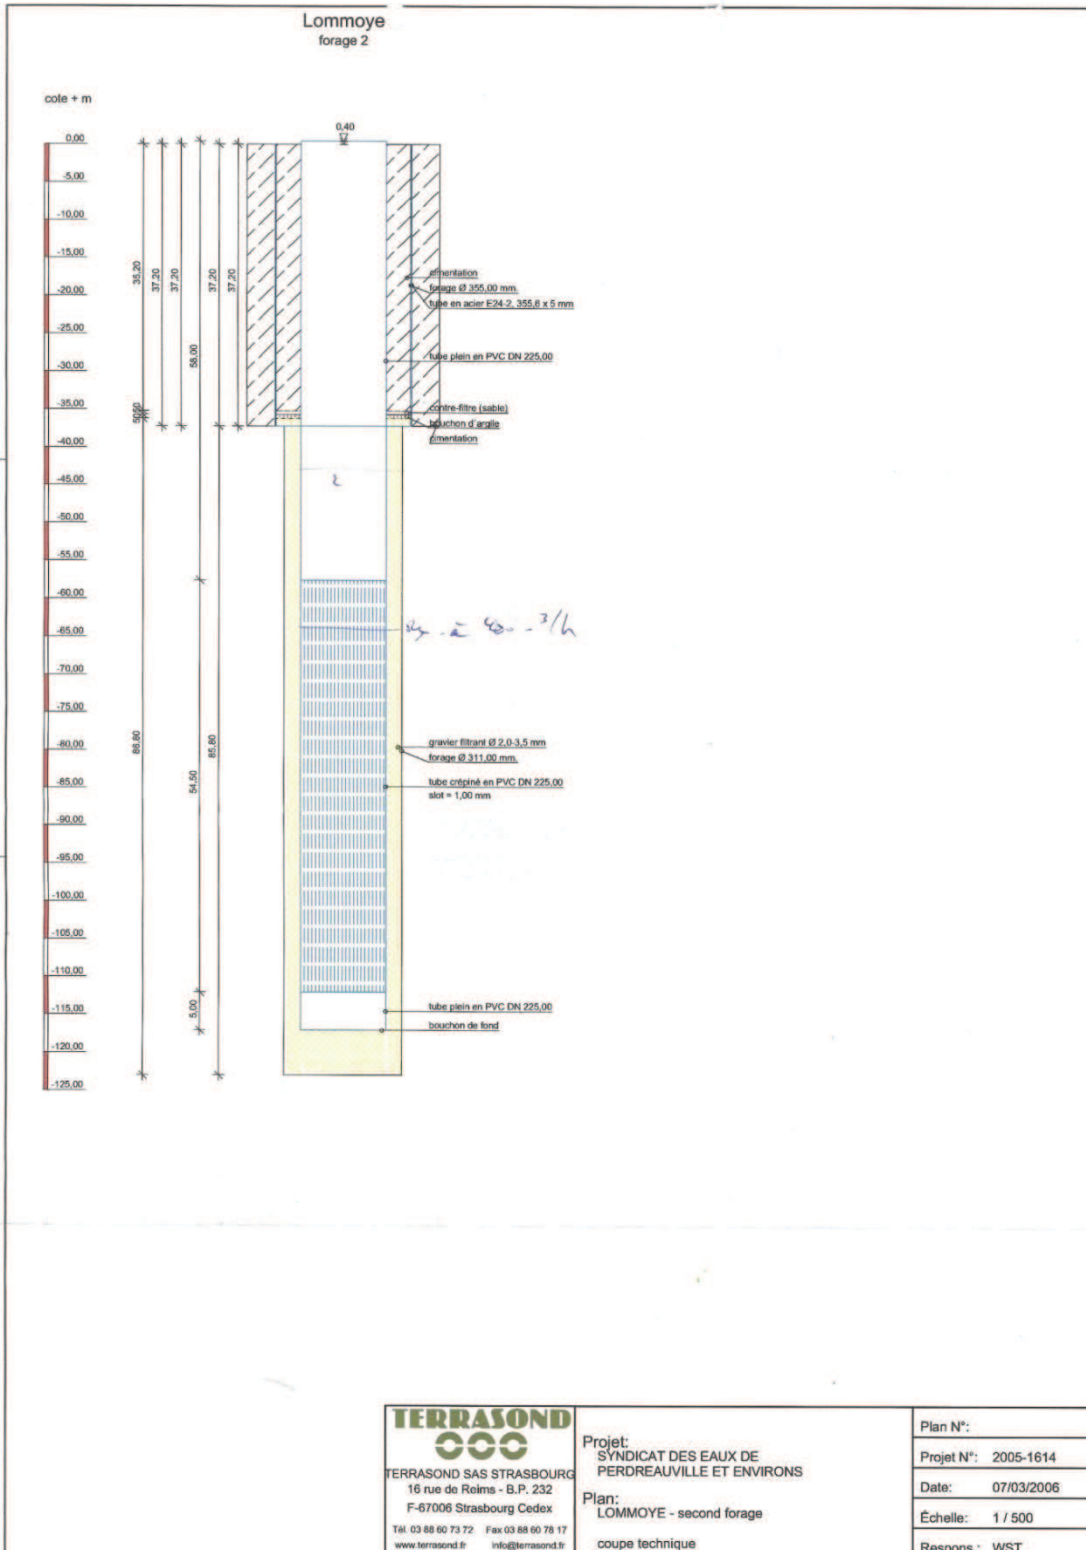 Lommoye
forage 2
cote + m
0,40
0,00
-5,00
-10,00
-15,00
-20,00
-25,00
-30,00
-35,00
-40,00
-45,00
-50,00
-55,00
-60,00
-65,00
-70,00
-75,00
-80,00
-85,00
-90,00
-95,00
-100,00
-105,00
-110,00
-115,00
-120,00
-125,00
35,20
37,20
37,20
58,00
37,20
37,20
5050
86,80
54,50
85,80
5,00
cimentation
forage Ø 355,00 mm.
tube en acier E24-2, 355,6 x 5 mm
tube plein en PVC DN 225,00
contre-filtre (sable)
bouchon d'argile
cimentation
à 3/h
gravier filtrant Ø 2,0-3,5 mm
forage Ø 311,00 mm.
tube crépiné en PVC DN 225,00
slot = 1,00 mm
tube plein en PVC DN 225,00
bouchon de fond
TERRASOND
TERRASOND SAS STRASBOURG
16 rue de Reims - B.P. 232
F-67006 Strasbourg Cedex
Tél. 03 88 60 73 72 Fax 03 88 60 78 17
www.terrasond.fr info@terrasond.fr
Projet:
SYNDICAT DES EAUX DE
PERDREAUVILLE ET ENVIRONS
Plan:
LOMMOYE - second forage
coupe technique
Plan N°:
Projet N°: 2005-1614
Date: 07/03/2006
Échelle: 1 / 500
Respons.: WST